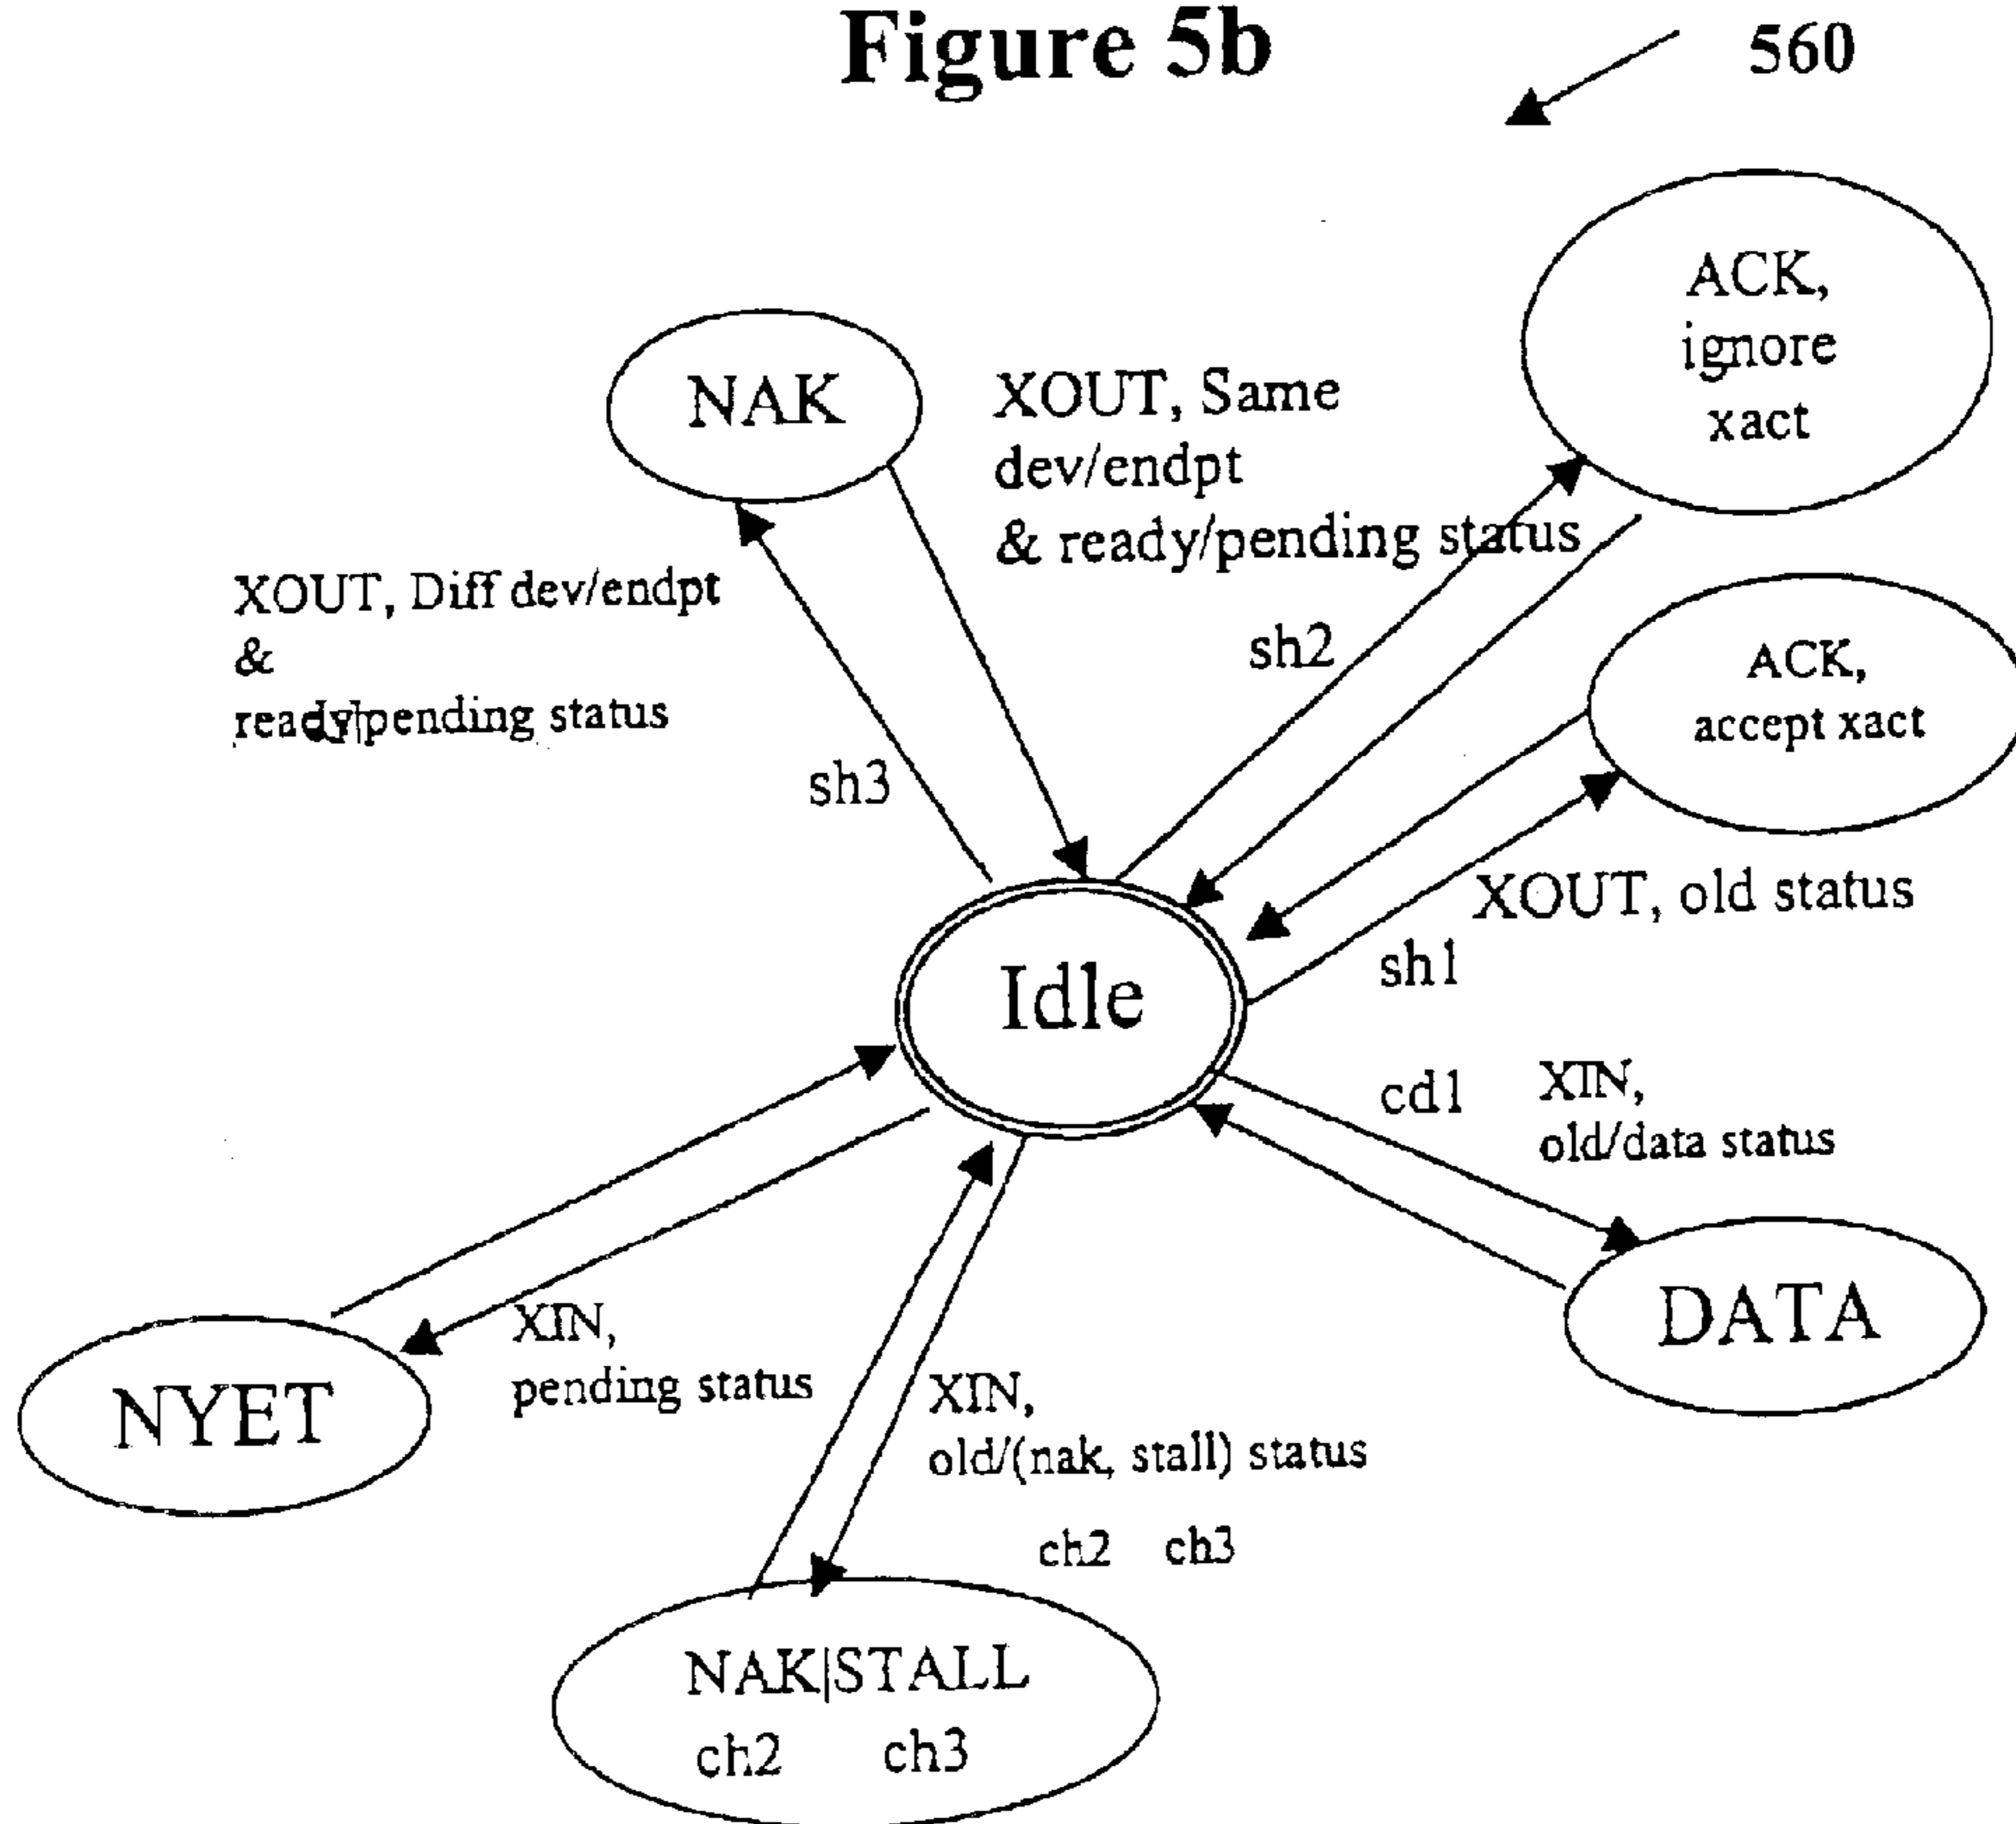 Figure 5b
560
ACK,
ignore
xact
NAK
XOUT, Same
dev/endpt
& ready/pending status
XOUT, Diff dev/endpt
&
ready|pending status
sh2
ACK,
accept xact
sh3
XOUT, old status
sh1
Idle
cd1
XIN,
old/data status
DATA
XIN,
pending status
NYET
XIN,
old/(nak, stall) status
ch2 ch3
NAK|STALL
ch2 ch3